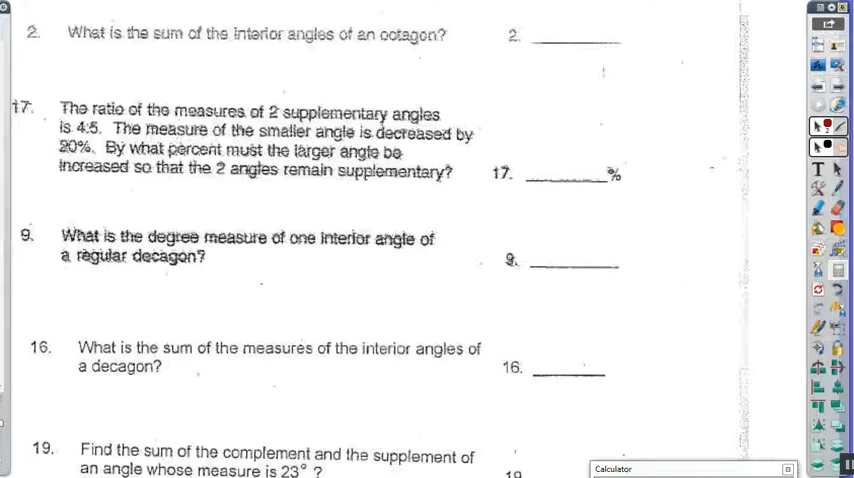 2. What is the sum of the interior angles of an octagon? 2.
17. The ratio of the measures of 2 supplementary angles
is 4:5. The measure of the smaller angle is decreased by
20%. By what percent must the larger angle be
increased so that the 2 angles remain supplementary? 17. %
9. What is the degree measure of one interior angle of
a regular decagon? 9.
16. What is the sum of the measures of the interior angles of
a decagon? 16.
19. Find the sum of the complement and the supplement of
an angle whose measure is 23° ? 19
Calculator